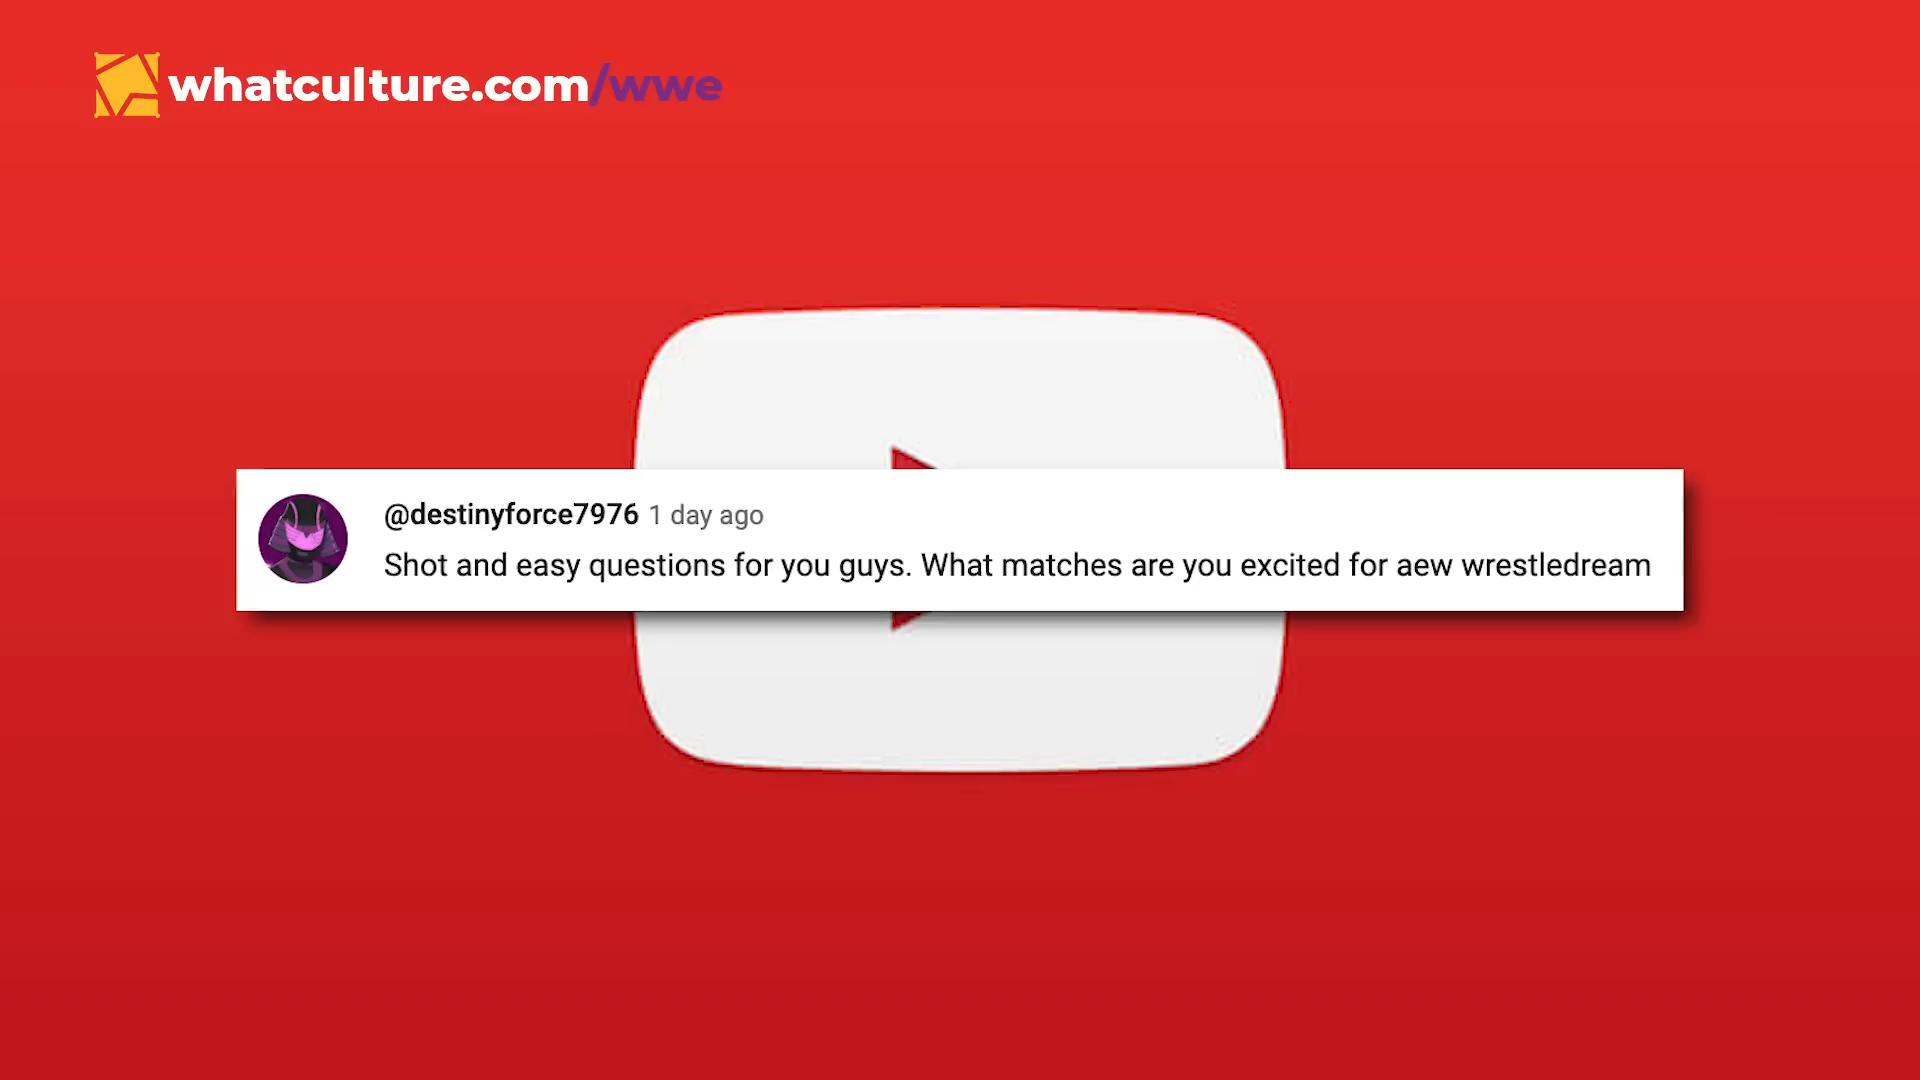 whatculture.com/wwe
@destinyforce7976 1 day ago
Shot and easy questions for you guys. What matches are you excited for aew wrestledream